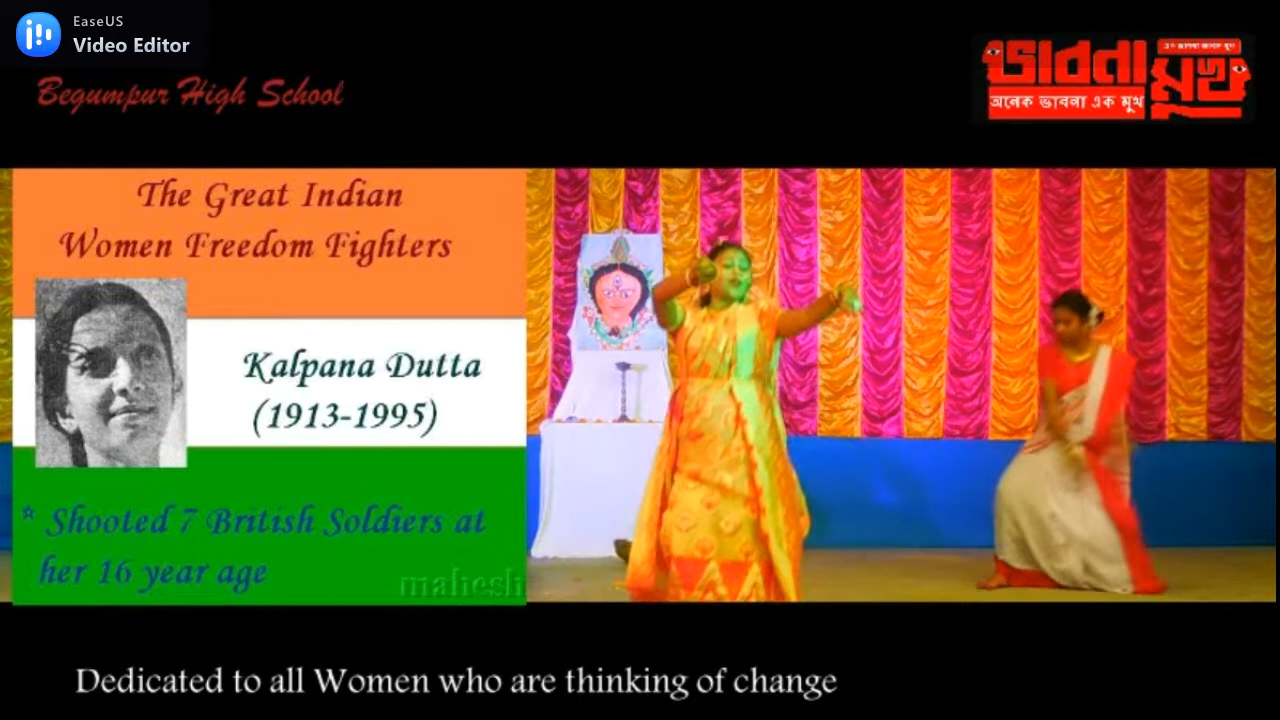 EaseUS
Video Editor
Begumpur High School
ভাবনা মুখ
অনেক ভাবনা এক মুখ
The Great Indian
Women Freedom Fighters
Kalpana Dutta
(1913-1995)
* Shooted 7 British Soldiers at
her 16 year age
mahesh
Dedicated to all Women who are thinking of change